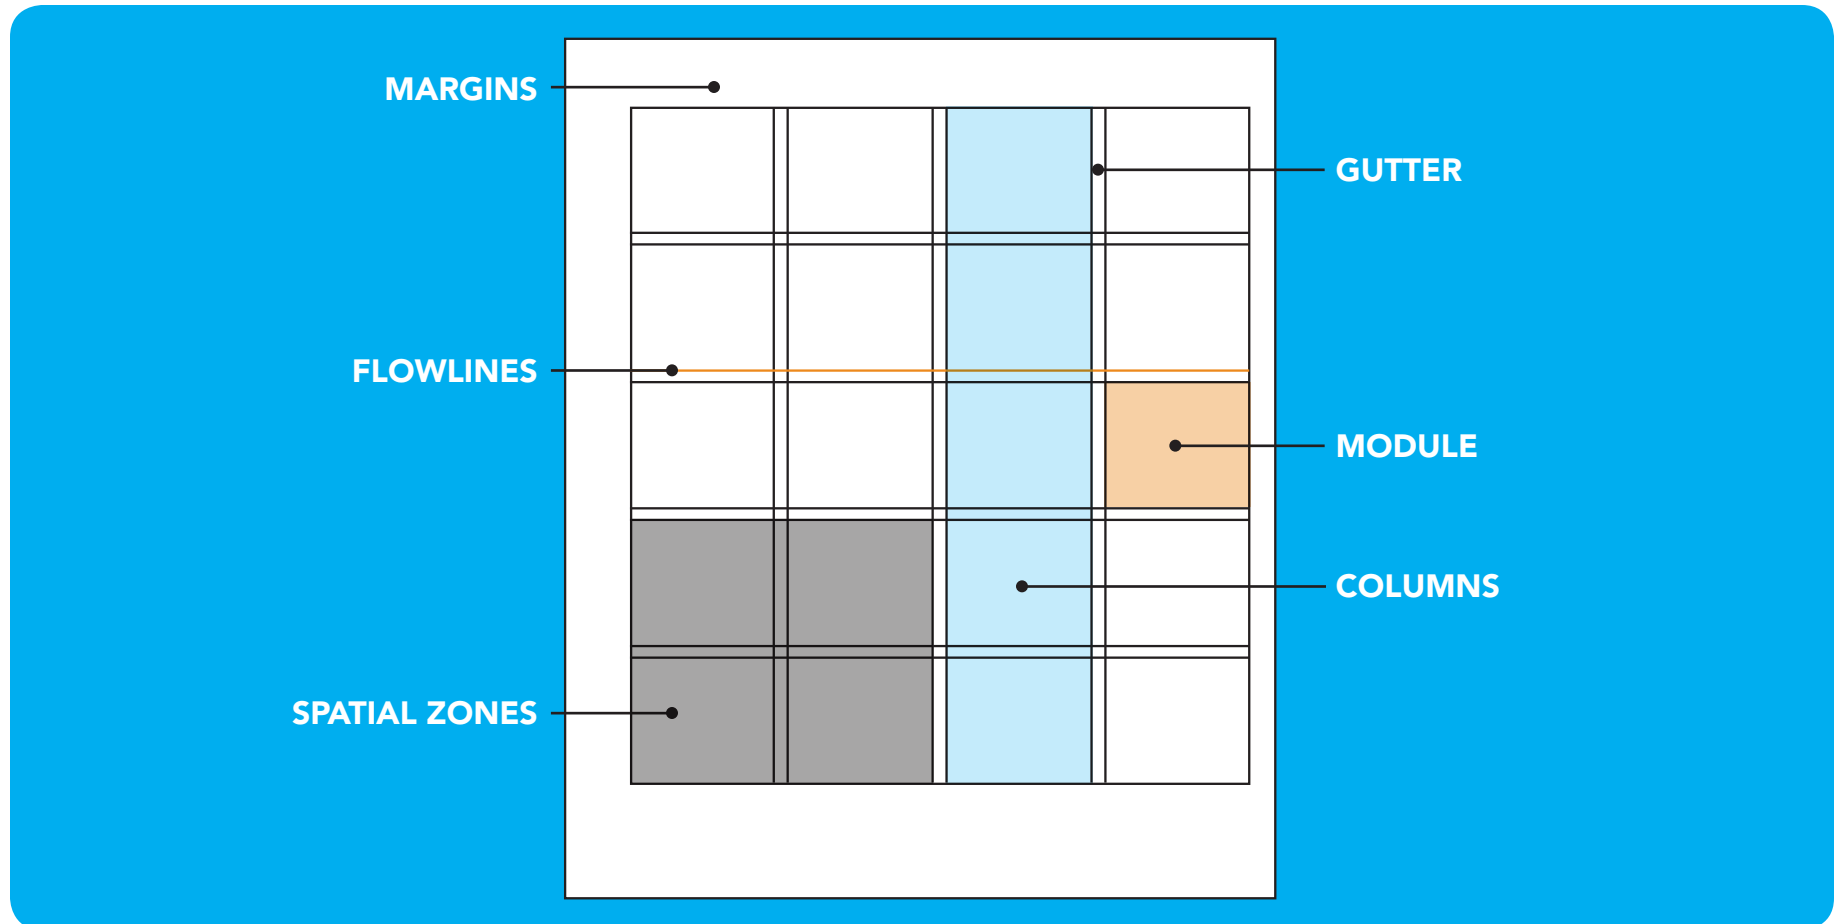 MARGINS
GUTTER
FLOWLINES
MODULE
COLUMNS
SPATIAL ZONES